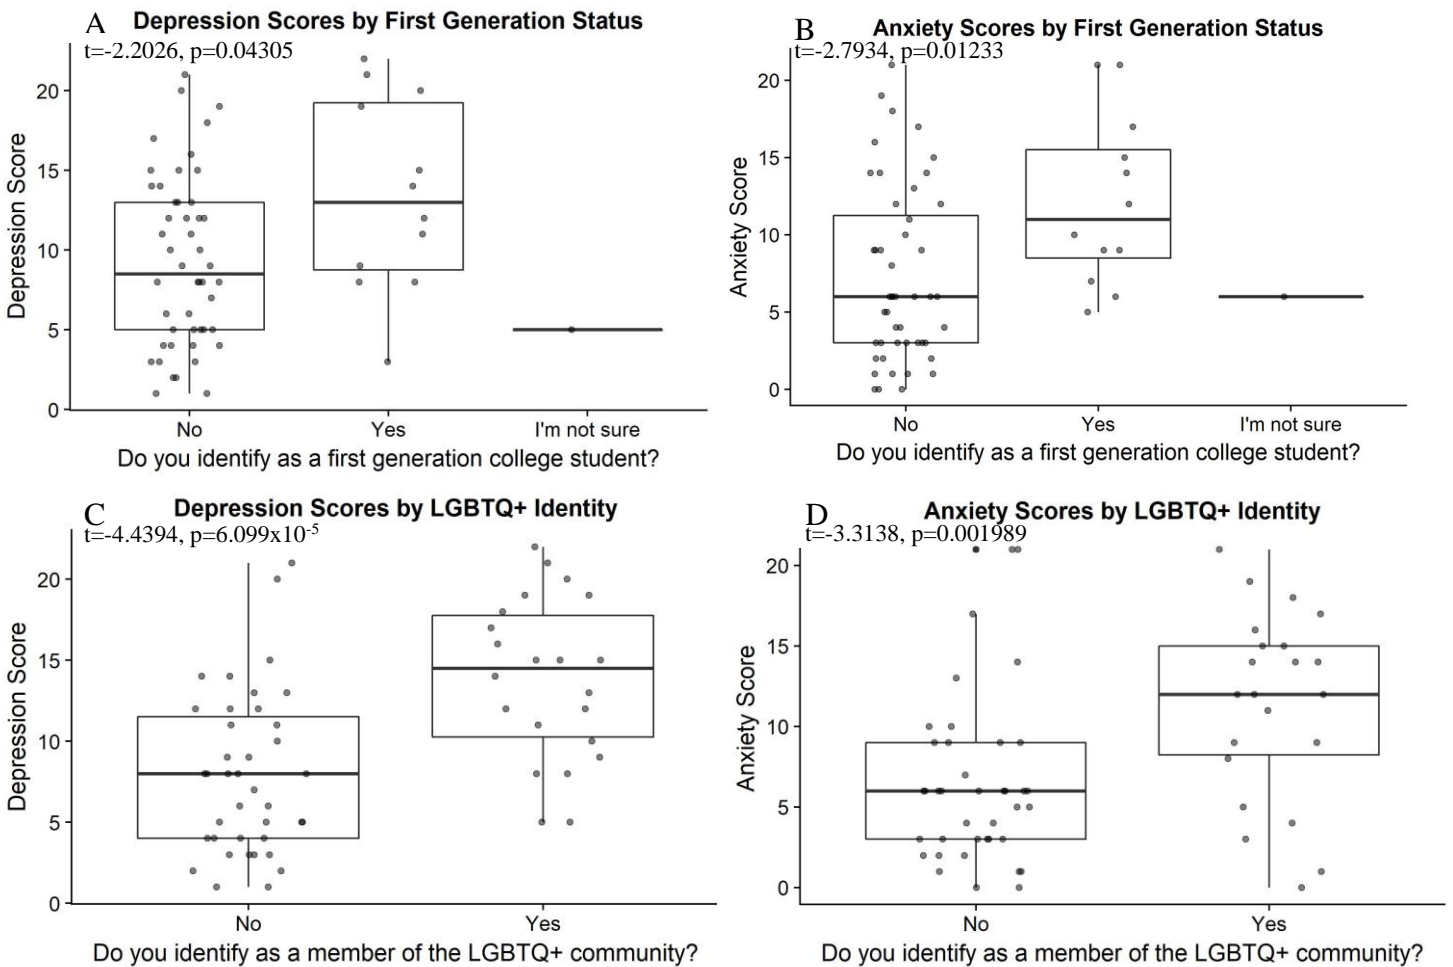 A Depression Scores by First Generation Status
t=-2.2026, p=0.04305
Depression Score
20
15
10
5
0
No Yes I'm not sure
Do you identify as a first generation college student?
B Anxiety Scores by First Generation Status
t=-2.7934, p=0.01233
Anxiety Score
20
15
10
5
0
No Yes I'm not sure
Do you identify as a first generation college student?
C Depression Scores by LGBTQ+ Identity
t=-4.4394, p=6.099x10⁻⁵
Depression Score
20
15
10
5
0
No Yes
Do you identify as a member of the LGBTQ+ community?
D Anxiety Scores by LGBTQ+ Identity
t=-3.3138, p=0.001989
Anxiety Score
20
15
10
5
0
No Yes
Do you identify as a member of the LGBTQ+ community?